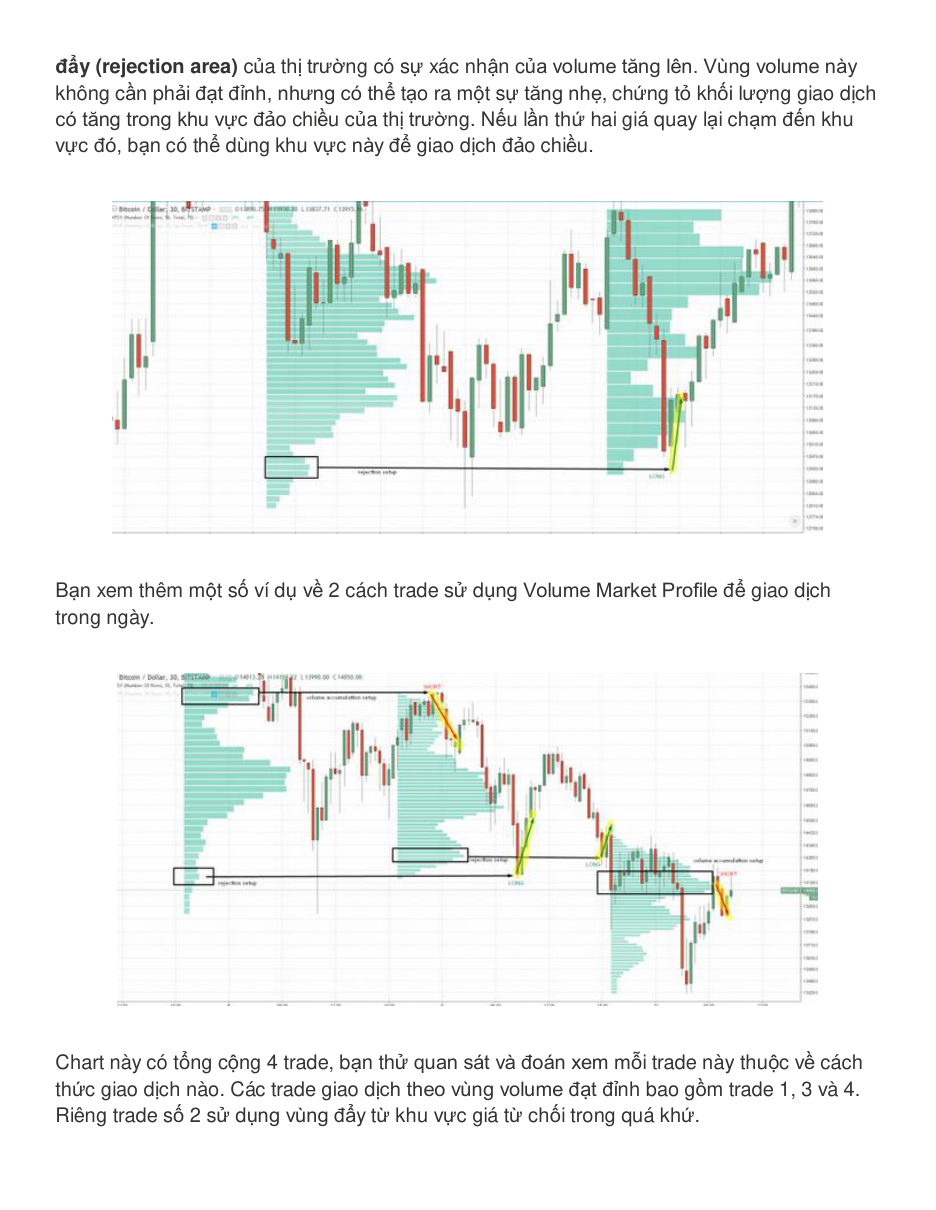 đẩy (rejection area) của thị trường có sự xác nhận của volume tăng lên. Vùng volume này
không cần phải đạt đỉnh, nhưng có thể tạo ra một sự tăng nhẹ, chứng tỏ khối lượng giao dịch
có tăng trong khu vực đảo chiều của thị trường. Nếu lần thứ hai giá quay lại chạm đến khu
vực đó, bạn có thể dùng khu vực này để giao dịch đảo chiều.
Bitcoin / Dollar, 30, BITSTAMP
rejection setup
LONG
Bạn xem thêm một số ví dụ về 2 cách trade sử dụng Volume Market Profile để giao dịch
trong ngày.
Bitcoin / Dollar, 30, BITSTAMP
SHORT
volume accumulation setup
rejection setup
LONG
volume accumulation setup
SHORT
rejection setup
LONG
Chart này có tổng cộng 4 trade, bạn thử quan sát và đoán xem mỗi trade này thuộc về cách
thức giao dịch nào. Các trade giao dịch theo vùng volume đạt đỉnh bao gồm trade 1, 3 và 4.
Riêng trade số 2 sử dụng vùng đẩy từ khu vực giá từ chối trong quá khứ.